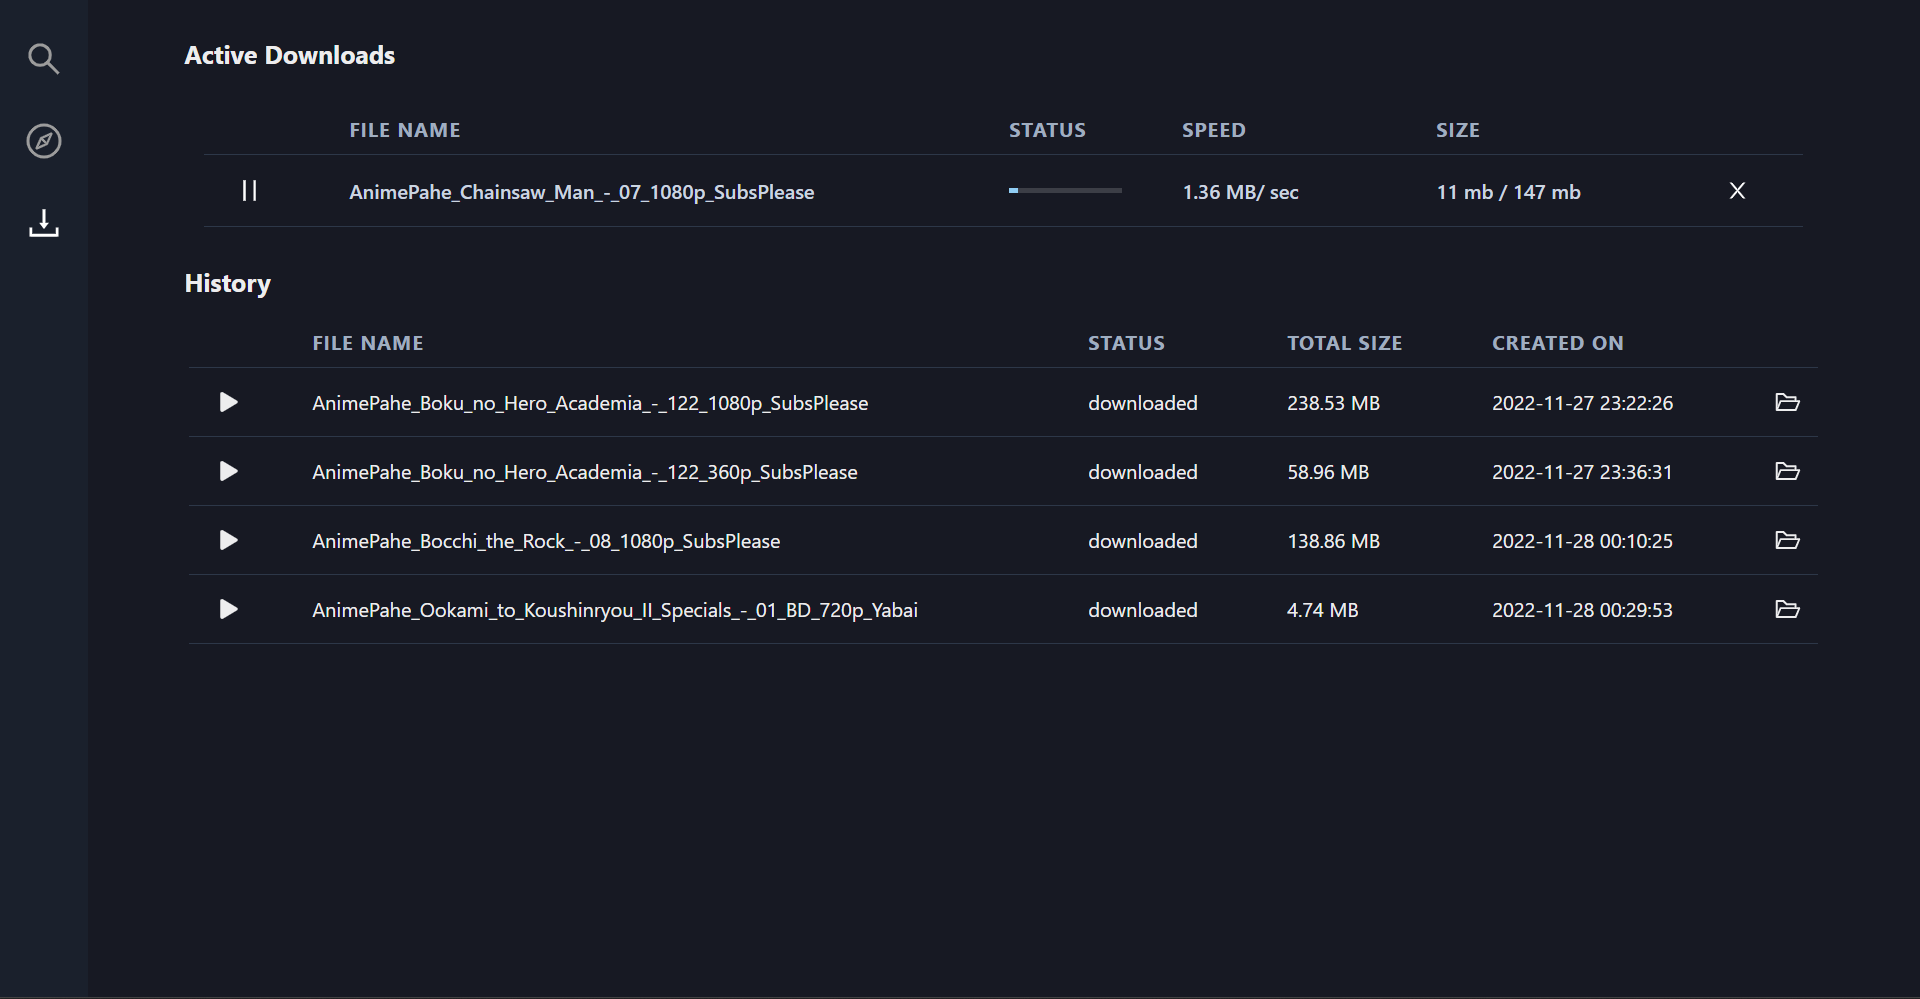 Active Downloads
FILE NAME STATUS SPEED SIZE
AnimePahe_Chainsaw_Man_-_07_1080p_SubsPlease 1.36 MB/ sec 11 mb / 147 mb
History
FILE NAME STATUS TOTAL SIZE CREATED ON
AnimePahe_Boku_no_Hero_Academia_-_122_1080p_SubsPlease downloaded 238.53 MB 2022-11-27 23:22:26
AnimePahe_Boku_no_Hero_Academia_-_122_360p_SubsPlease downloaded 58.96 MB 2022-11-27 23:36:31
AnimePahe_Bocchi_the_Rock_-_08_1080p_SubsPlease downloaded 138.86 MB 2022-11-28 00:10:25
AnimePahe_Ookami_to_Koushinryou_II_Specials_-_01_BD_720p_Yabai downloaded 4.74 MB 2022-11-28 00:29:53